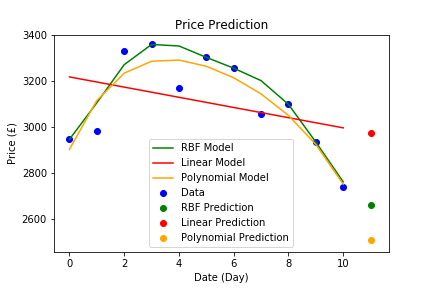 Price Prediction
3400
3200
3000
2800
2600
Price (£)
RBF Model
Linear Model
Polynomial Model
Data
RBF Prediction
Linear Prediction
Polynomial Prediction
0
2
4
6
8
10
Date (Day)